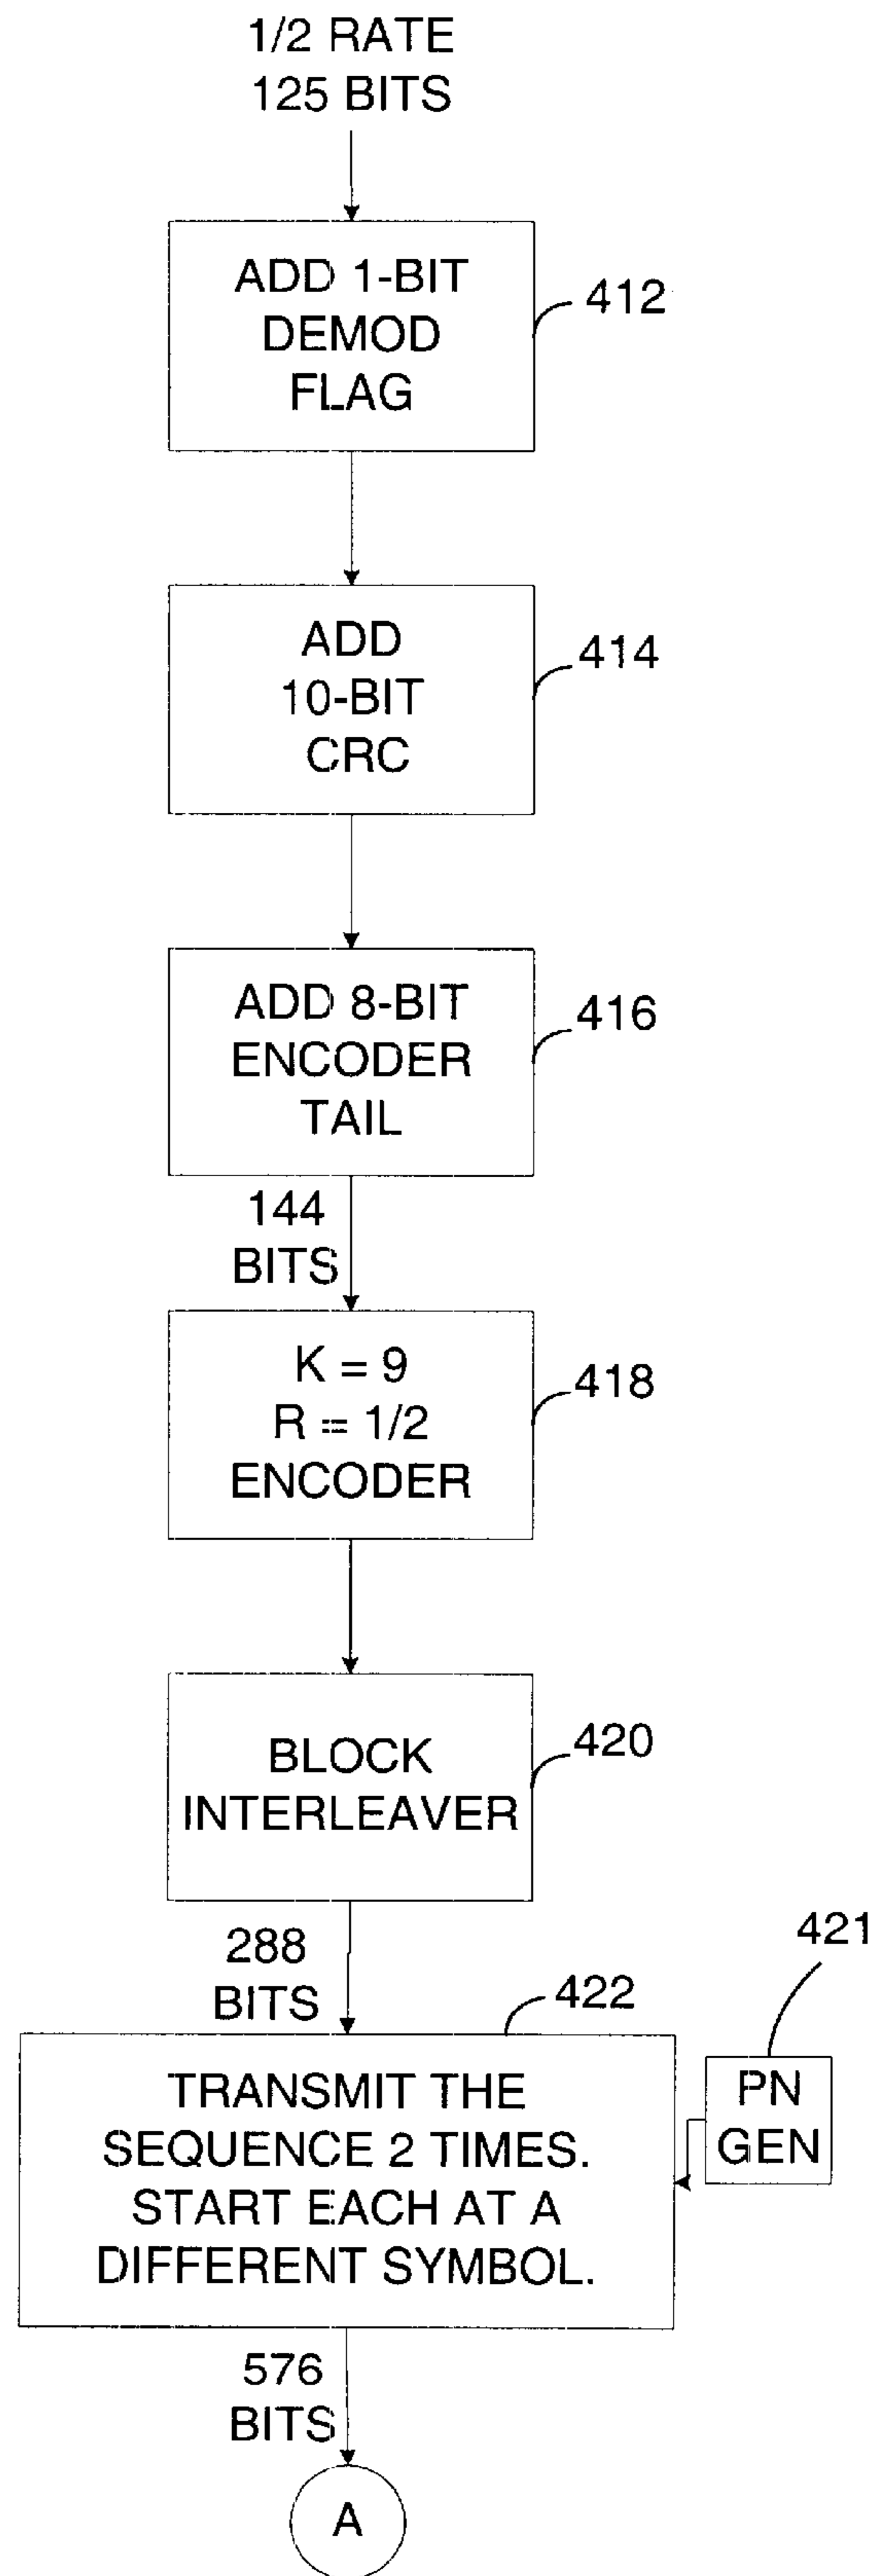 1/2 RATE
125 BITS
ADD 1-BIT
DEMOD
FLAG
412
ADD
10-BIT
CRC
414
ADD 8-BIT
ENCODER
TAIL
416
144
BITS
K = 9
R = 1/2
ENCODER
418
BLOCK
INTERLEAVER
420
288
BITS
422
421
TRANSMIT THE
SEQUENCE 2 TIMES.
START EACH AT A
DIFFERENT SYMBOL.
PN
GEN
576
BITS
A